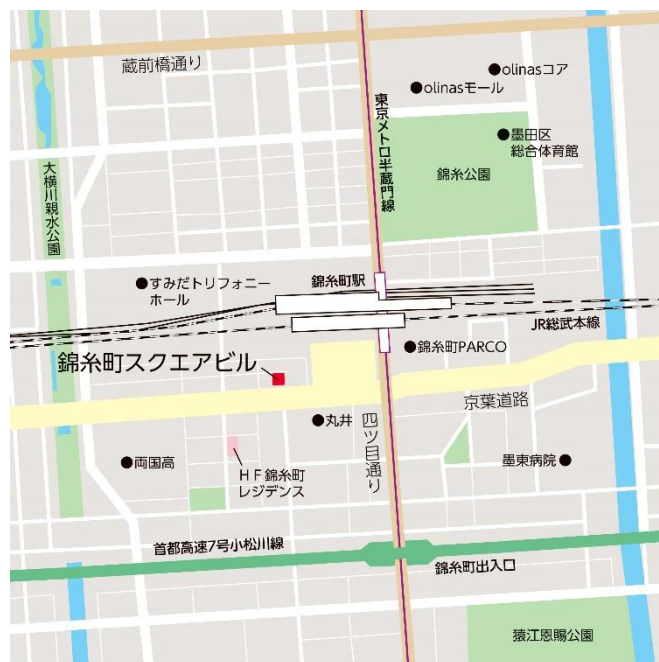 蔵前橋通り
olinasコア
olinasモール
東京メトロ半蔵門線
墨田区
総合体育館
大横川親水公園
錦糸公園
すみだトリフォニー
ホール
錦糸町駅
JR総武本線
錦糸町スクエアビル
錦糸町PARCO
京葉道路
丸井
四ツ目通り
両国高
HF錦糸町
レジデンス
墨東病院
首都高速7号小松川線
錦糸町出入口
猿江恩賜公園